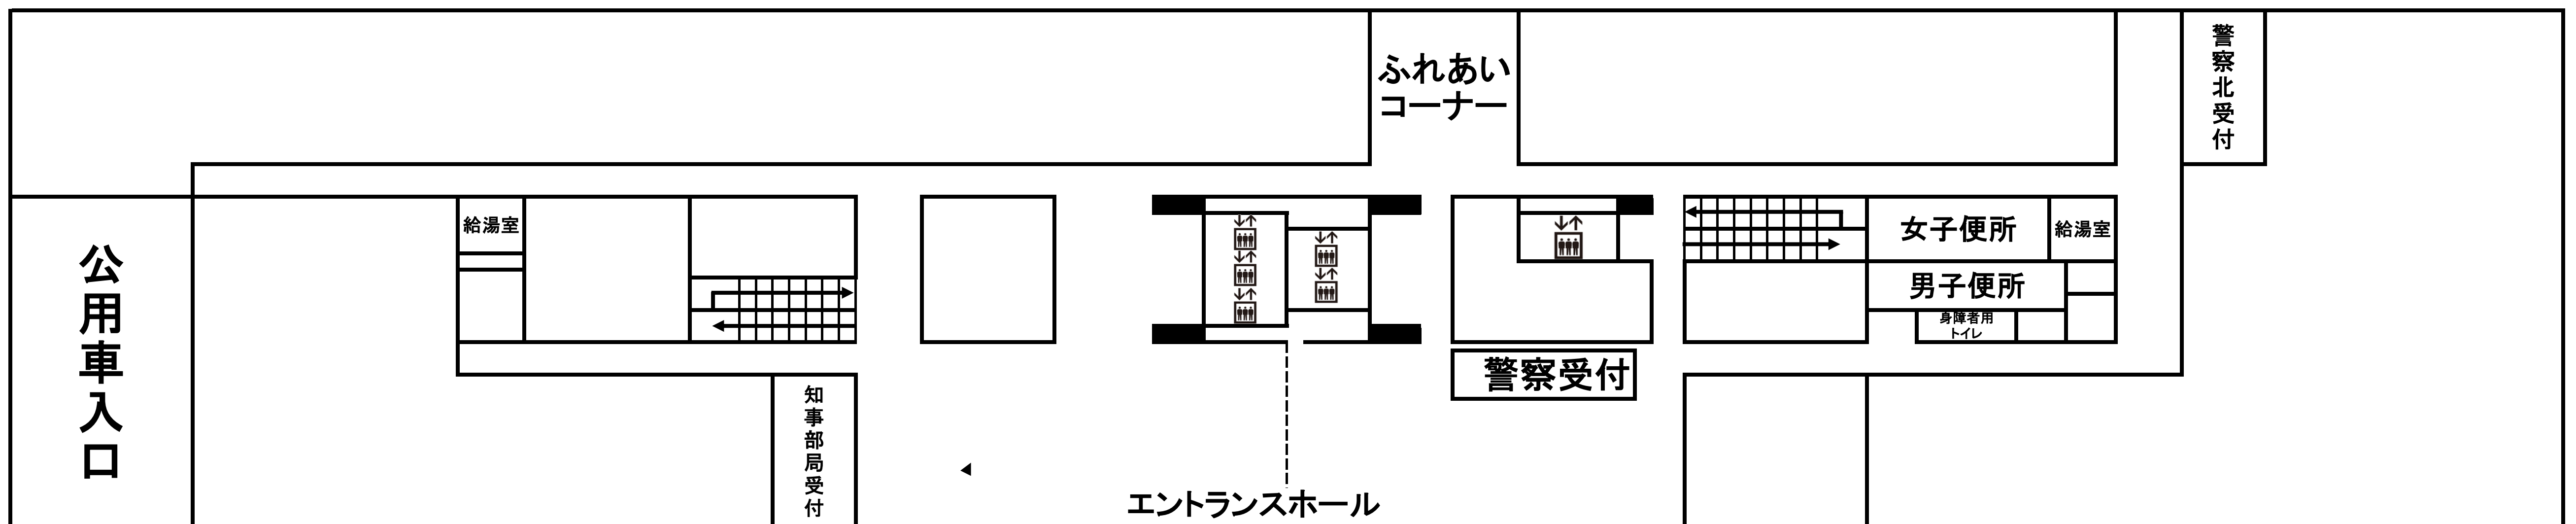 ふれあい
コーナー
警察北受付
公用車入口
給湯室
女子便所
給湯室
男子便所
身障者用
トイレ
警察受付
知事部局受付
エントランスホール